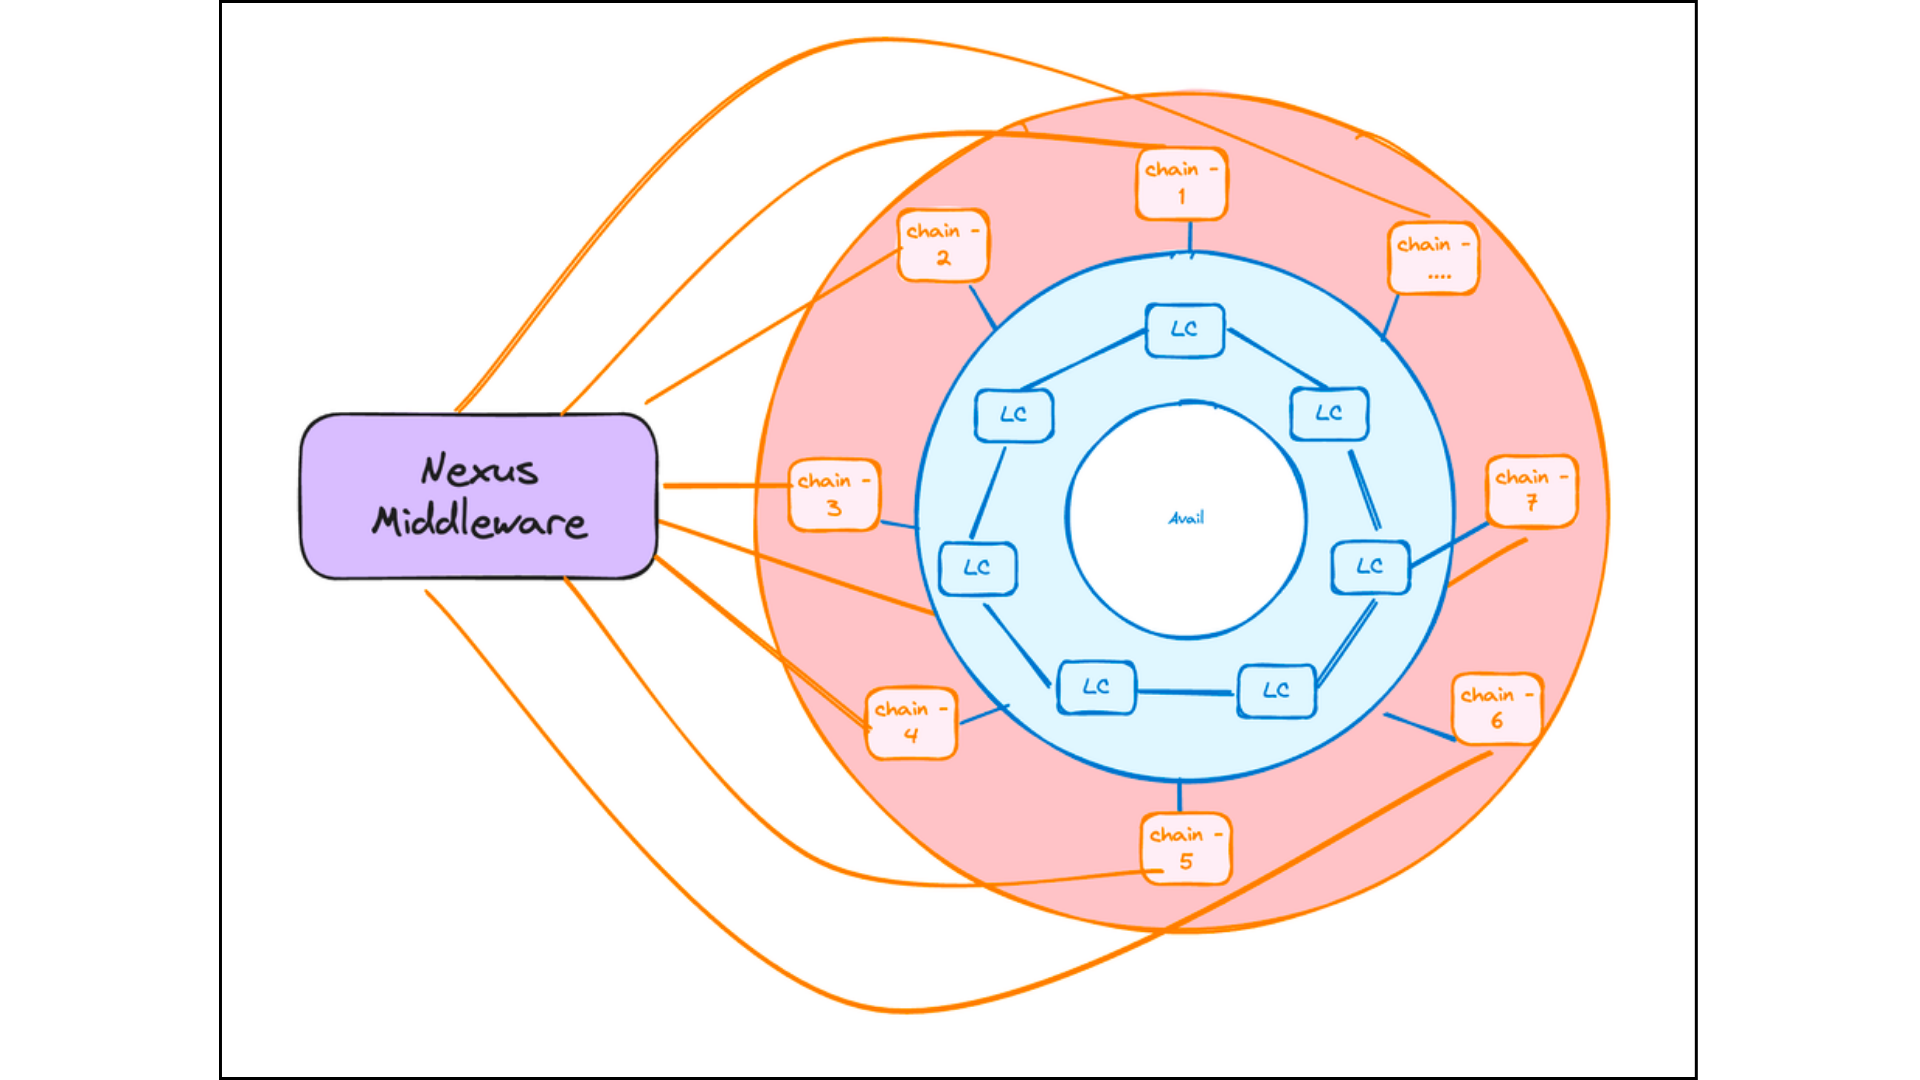 chain -
1
chain -
2
chain -
....
LC
LC
LC
Nexus
Middleware
chain -
3
chain -
7
Avail
LC
LC
LC
LC
chain -
4
chain -
6
chain -
5